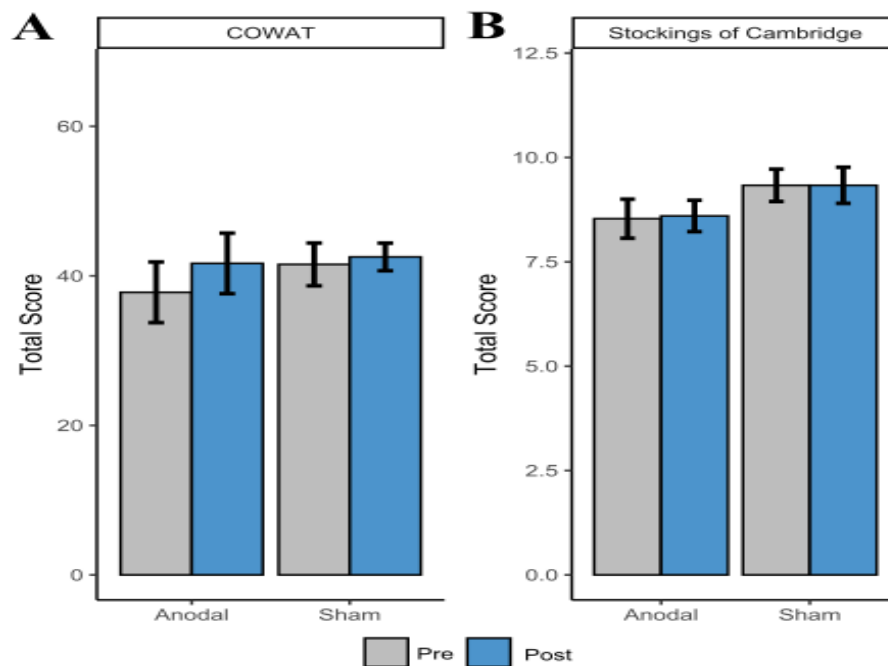 A
COWAT
Total Score
60
40
20
0
Anodal Sham
B
Stockings of Cambridge
Total Score
12.5
10.0
7.5
5.0
2.5
0.0
Anodal Sham
Pre Post